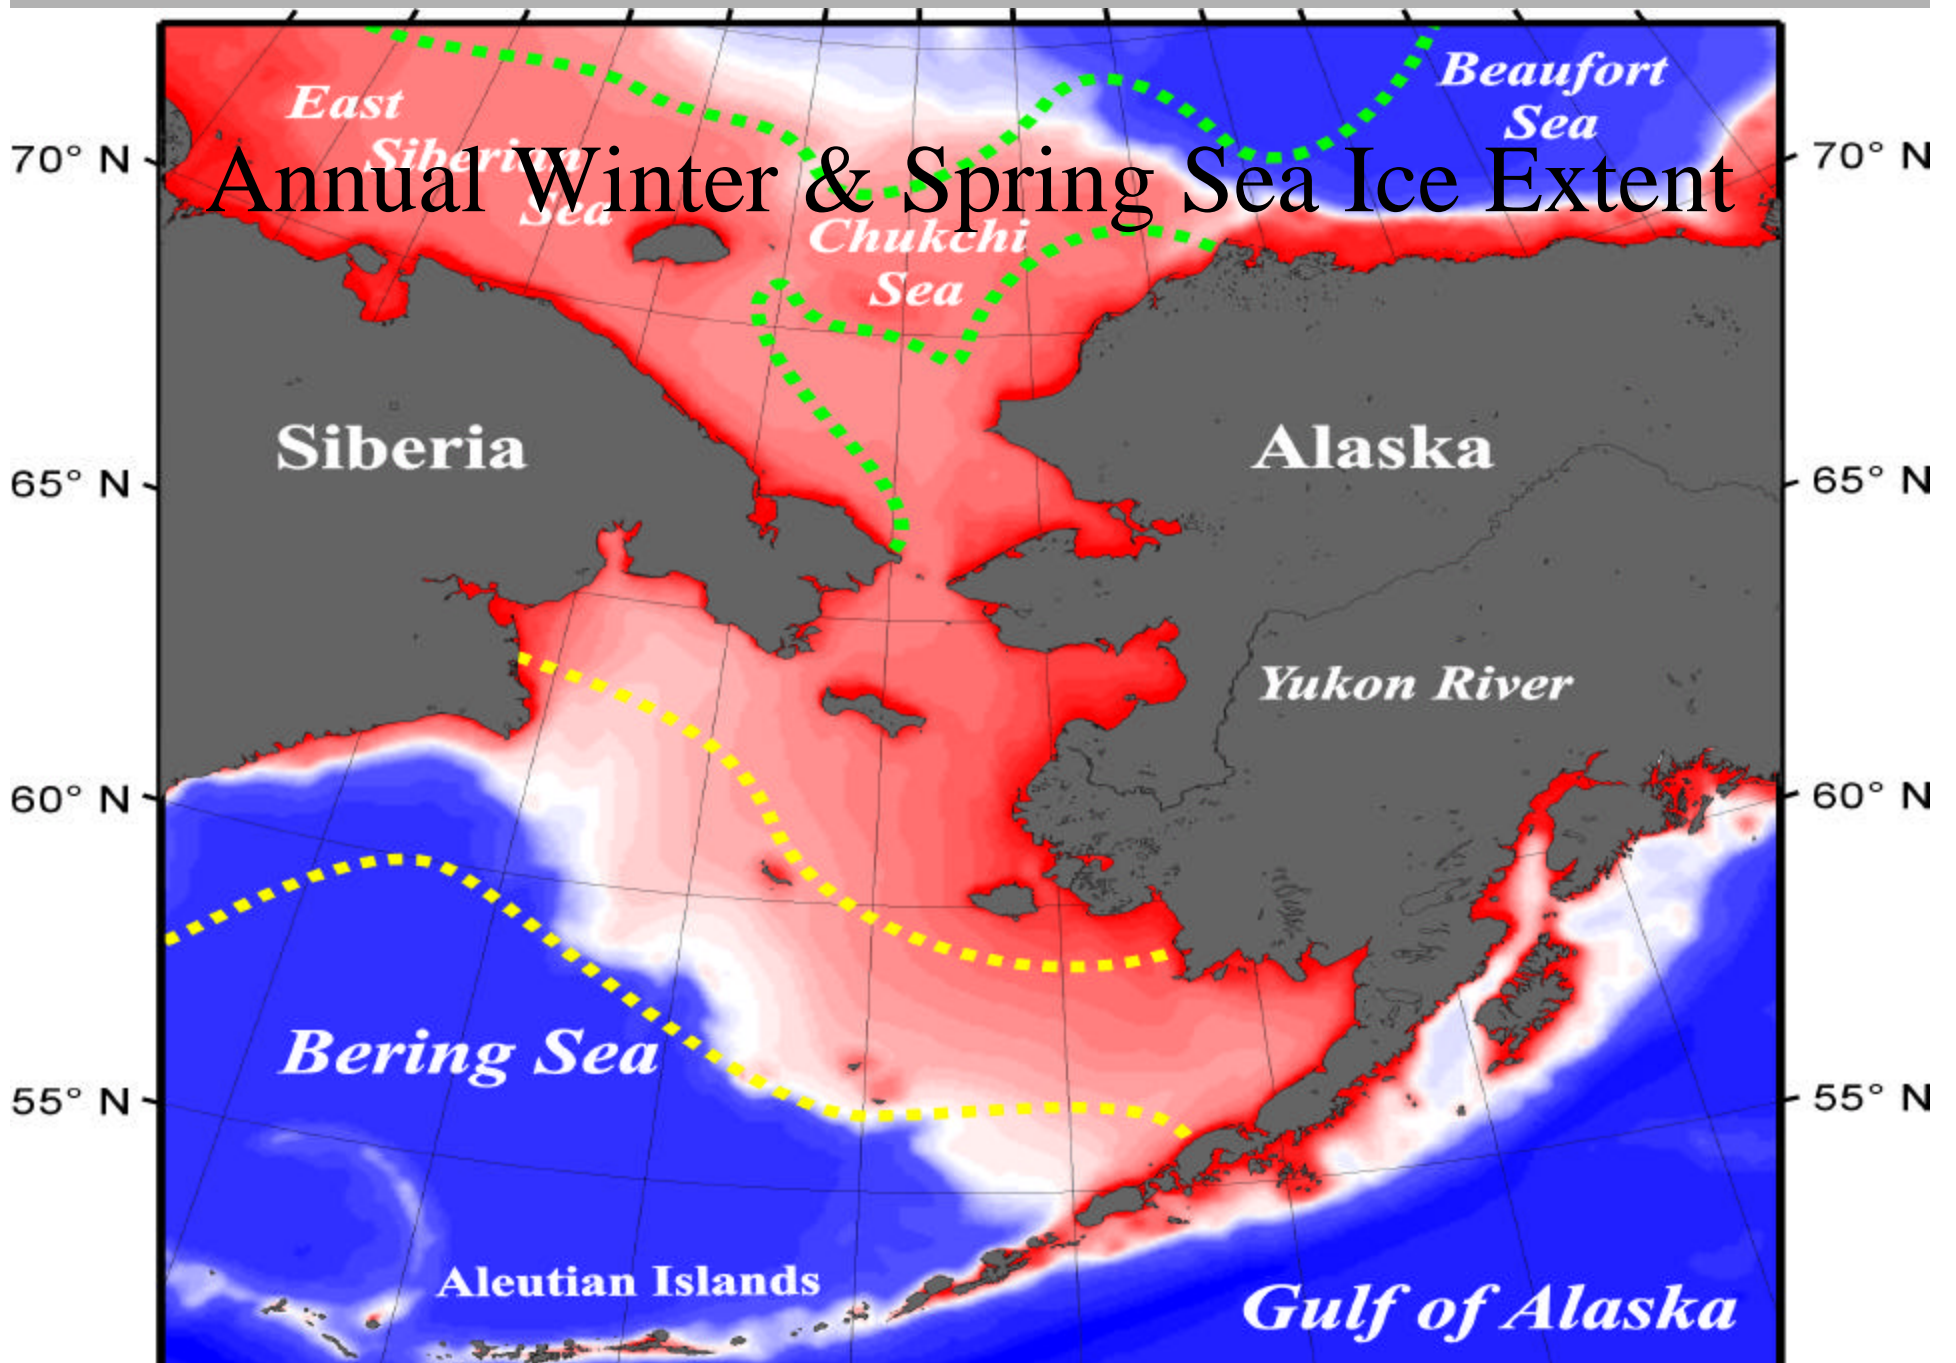 Beaufort
Sea
East
Siberian
Sea
70° N
70° N
Annual Winter & Spring Sea Ice Extent
Chukchi
Sea
Siberia
Alaska
65° N
65° N
Yukon River
60° N
60° N
Bering Sea
55° N
55° N
Aleutian Islands
Gulf of Alaska